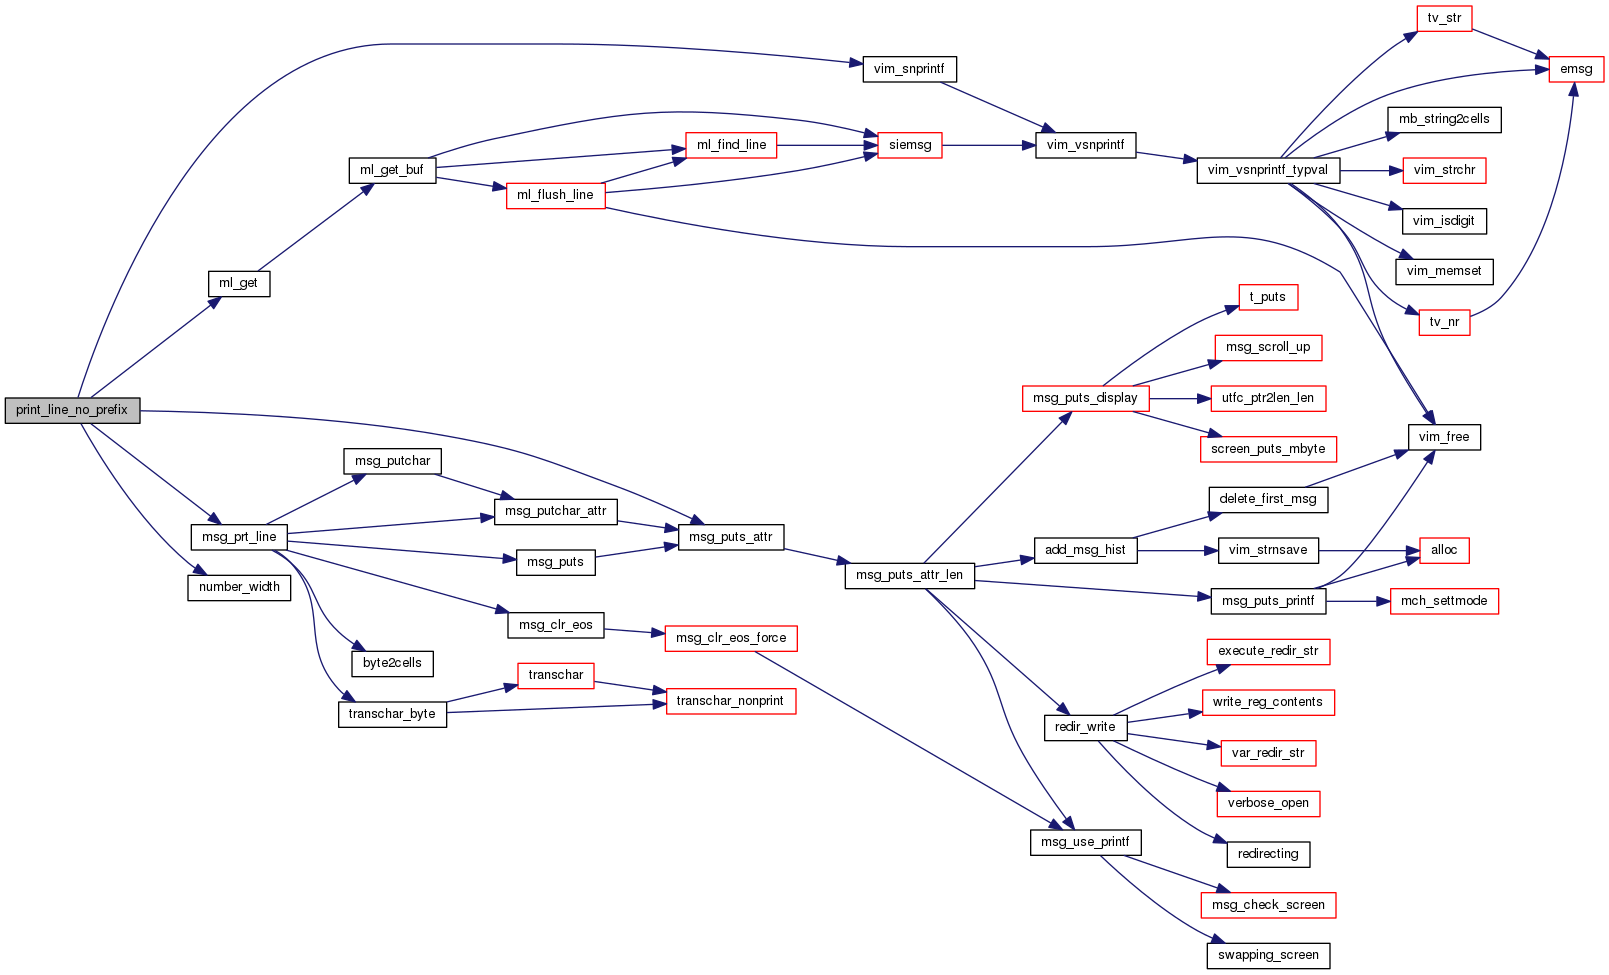 print_line_no_prefix
vim_snprintf
ml_get
ml_get_buf
ml_find_line
ml_flush_line
siemsg
vim_vsnprintf
vim_vsnprintf_typval
tv_str
emsg
mb_string2cells
vim_strchr
vim_isdigit
vim_memset
tv_nr
vim_free
msg_prt_line
number_width
msg_putchar
msg_putchar_attr
msg_puts
msg_clr_eos
byte2cells
transchar_byte
transchar
transchar_nonprint
msg_clr_eos_force
msg_puts_attr
msg_puts_attr_len
msg_puts_display
t_puts
msg_scroll_up
utfc_ptr2len_len
screen_puts_mbyte
add_msg_hist
delete_first_msg
vim_strnsave
alloc
msg_puts_printf
mch_settmode
redir_write
execute_redir_str
write_reg_contents
var_redir_str
verbose_open
redirecting
msg_use_printf
msg_check_screen
swapping_screen